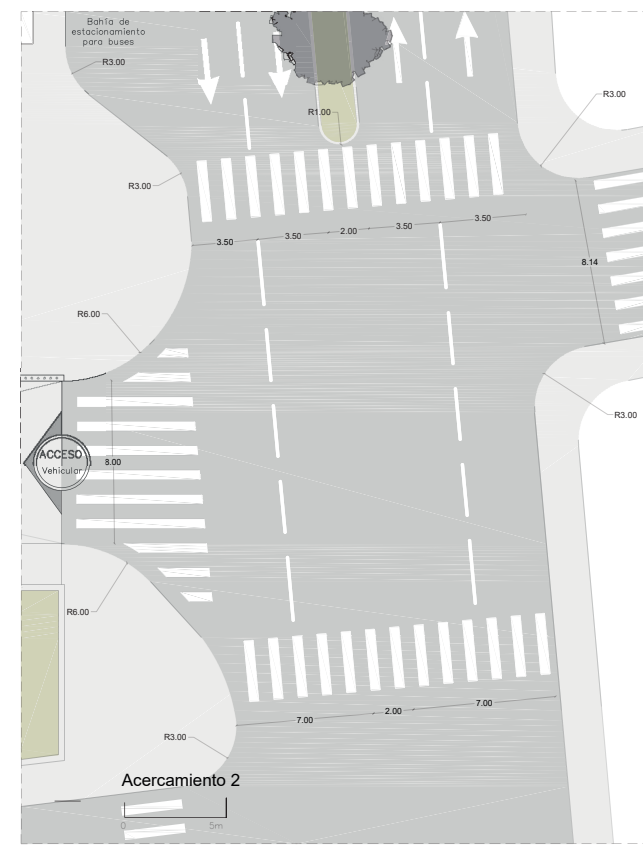 Bahía de
estacionamiento
para buses
R3.00
R3.00
R1.00
R3.00
3.50
3.50
2.00
3.50
3.50
8.14
R6.00
R3.00
ACCESO
Vehicular
8.00
R6.00
7.00
2.00
7.00
R3.00
Acercamiento 2
0
5m